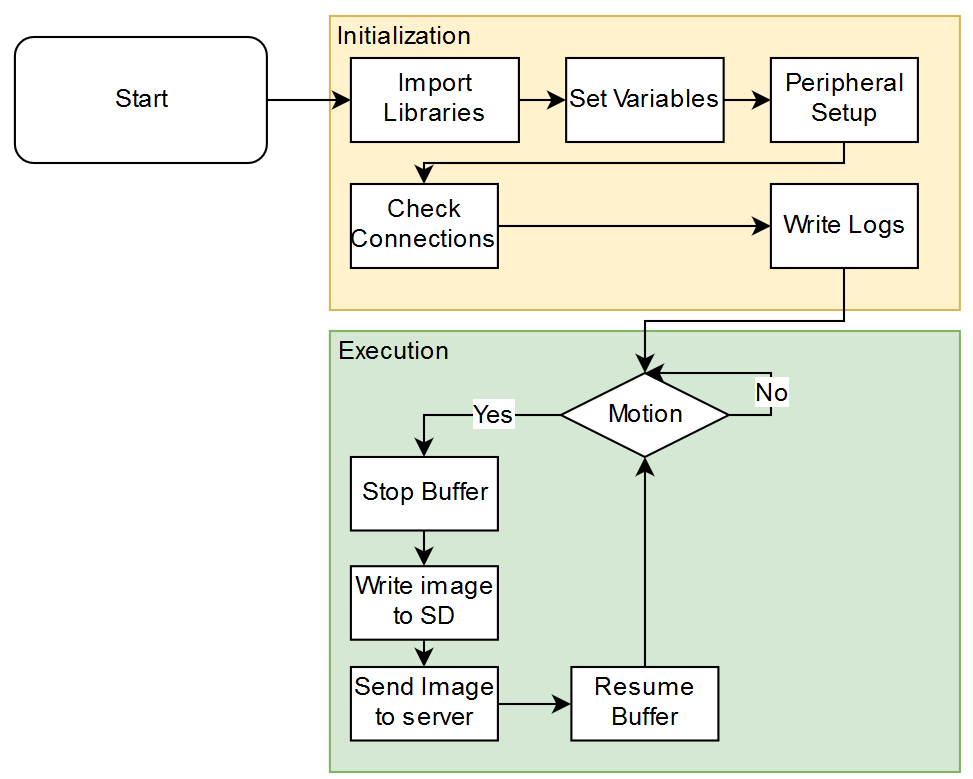 Initialization
Start
Import
Libraries
Set Variables
Peripheral
Setup
Check
Connections
Write Logs
Execution
Motion
No
Yes
Stop Buffer
Write image
to SD
Send Image
to server
Resume
Buffer